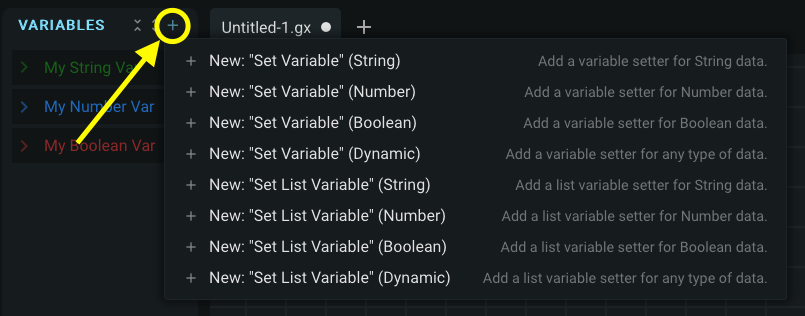 VARIABLES
Untitled-1.gx
My String Va
My Number Var
My Boolean Var
New: "Set Variable" (String) Add a variable setter for String data.
New: "Set Variable" (Number) Add a variable setter for Number data.
New: "Set Variable" (Boolean) Add a variable setter for Boolean data.
New: "Set Variable" (Dynamic) Add a variable setter for any type of data.
New: "Set List Variable" (String) Add a list variable setter for String data.
New: "Set List Variable" (Number) Add a list variable setter for Number data.
New: "Set List Variable" (Boolean) Add a list variable setter for Boolean data.
New: "Set List Variable" (Dynamic) Add a list variable setter for any type of data.